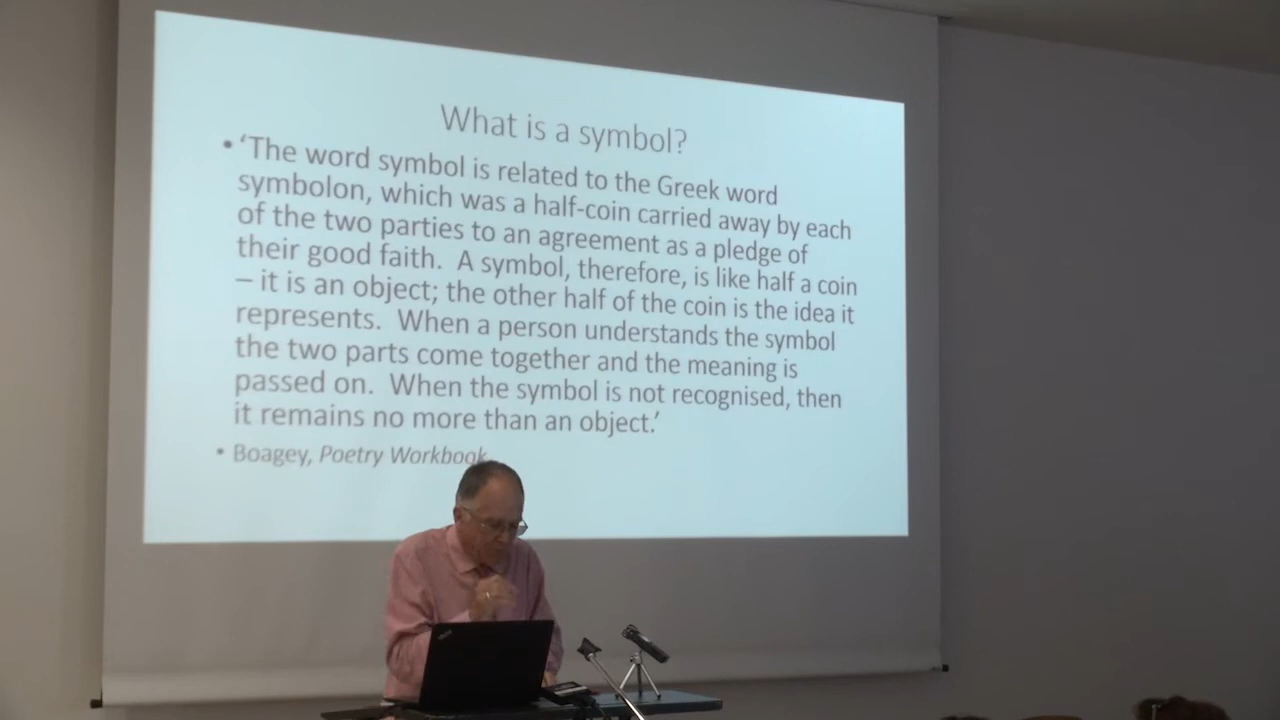 What is a symbol?
• ‘The word symbol is related to the Greek word
symbolon, which was a half-coin carried away by each
of the two parties to an agreement as a pledge of
their good faith.  A symbol, therefore, is like half a coin
– it is an object; the other half of the coin is the idea it
represents.  When a person understands the symbol
the two parts come together and the meaning is
passed on.  When the symbol is not recognised, then
it remains no more than an object.’
• Boagey, Poetry Workbook